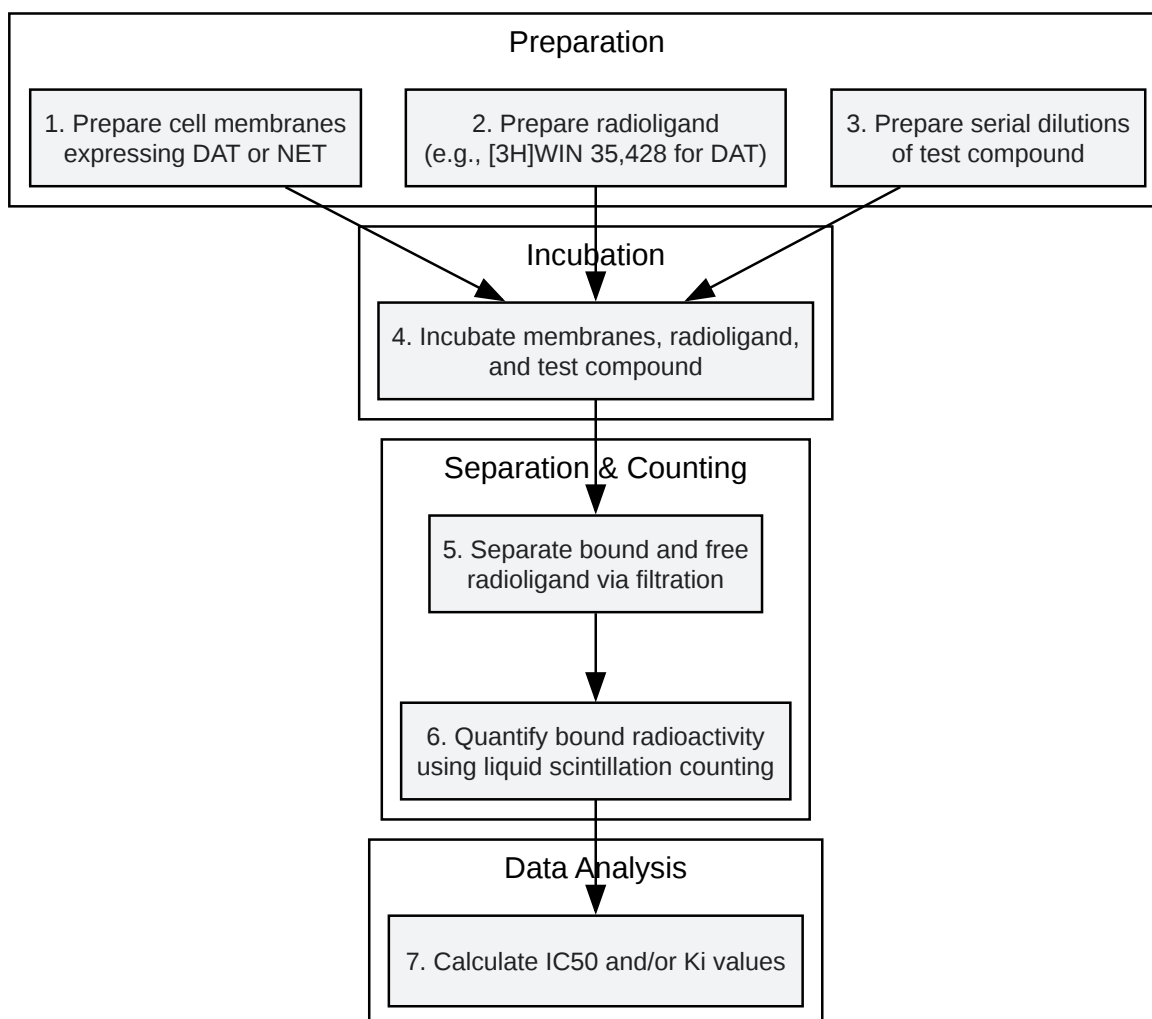 Preparation
1. Prepare cell membranes
expressing DAT or NET
2. Prepare radioligand
(e.g., [3H]WIN 35,428 for DAT)
3. Prepare serial dilutions
of test compound
Incubation
4. Incubate membranes, radioligand,
and test compound
Separation & Counting
5. Separate bound and free
radioligand via filtration
6. Quantify bound radioactivity
using liquid scintillation counting
Data Analysis
7. Calculate IC50 and/or Ki values